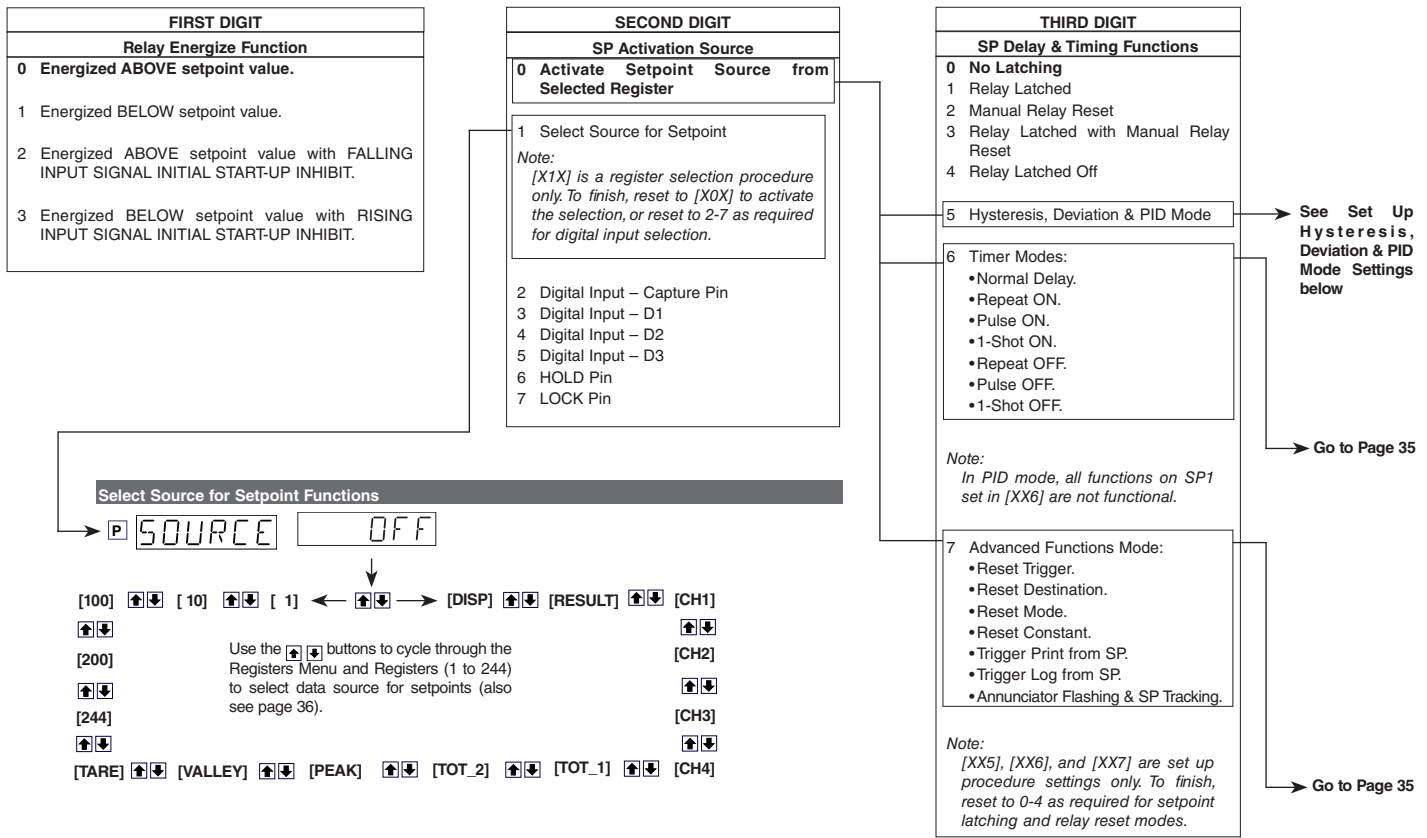 FIRST DIGIT
Relay Energize Function
0 Energized ABOVE setpoint value.
1 Energized BELOW setpoint value.
2 Energized ABOVE setpoint value with FALLING
INPUT SIGNAL INITIAL START-UP INHIBIT.
3 Energized BELOW setpoint value with RISING
INPUT SIGNAL INITIAL START-UP INHIBIT.
SECOND DIGIT
SP Activation Source
0 Activate Setpoint Source from
Selected Register
1 Select Source for Setpoint
Note:
[X1X] is a register selection procedure
only. To finish, reset to [X0X] to activate
the selection, or reset to 2-7 as required
for digital input selection.
2 Digital Input – Capture Pin
3 Digital Input – D1
4 Digital Input – D2
5 Digital Input – D3
6 HOLD Pin
7 LOCK Pin
THIRD DIGIT
SP Delay & Timing Functions
0 No Latching
1 Relay Latched
2 Manual Relay Reset
3 Relay Latched with Manual Relay
Reset
4 Relay Latched Off
5 Hysteresis, Deviation & PID Mode
See Set Up
Hysteresis,
Deviation & PID
Mode Settings
below
6 Timer Modes:
•Normal Delay.
•Repeat ON.
•Pulse ON.
•1-Shot ON.
•Repeat OFF.
•Pulse OFF.
•1-Shot OFF.
Go to Page 35
Note:
In PID mode, all functions on SP1
set in [XX6] are not functional.
7 Advanced Functions Mode:
•Reset Trigger.
•Reset Destination.
•Reset Mode.
•Reset Constant.
•Trigger Print from SP.
•Trigger Log from SP.
•Annunciator Flashing & SP Tracking.
Go to Page 35
Note:
[XX5], [XX6], and [XX7] are set up
procedure settings only. To finish,
reset to 0-4 as required for setpoint
latching and relay reset modes.
Select Source for Setpoint Functions
P SOURCE OFF
[100] [ 10] [ 1] [DISP] [RESULT] [CH1]
[200] [CH2]
Use the buttons to cycle through the
Registers Menu and Registers (1 to 244)
to select data source for setpoints (also
see page 36).
[244] [CH3]
[TARE] [VALLEY] [PEAK] [TOT_2] [TOT_1] [CH4]